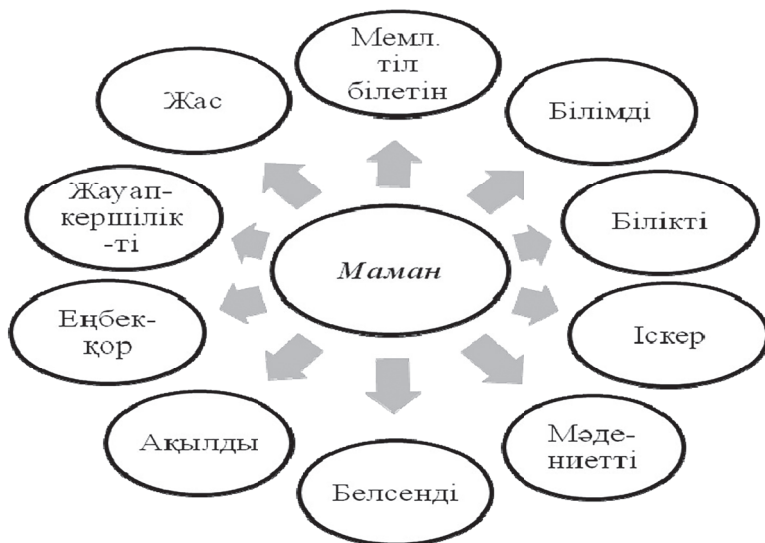 Мемл.
тіл
білетін
Жас
Білімді
Жауап-
кершілік
-ті
Білікті
Маман
Еңбек-
қор
Іскер
Ақылды
Мәде-
ниетті
Белсенді